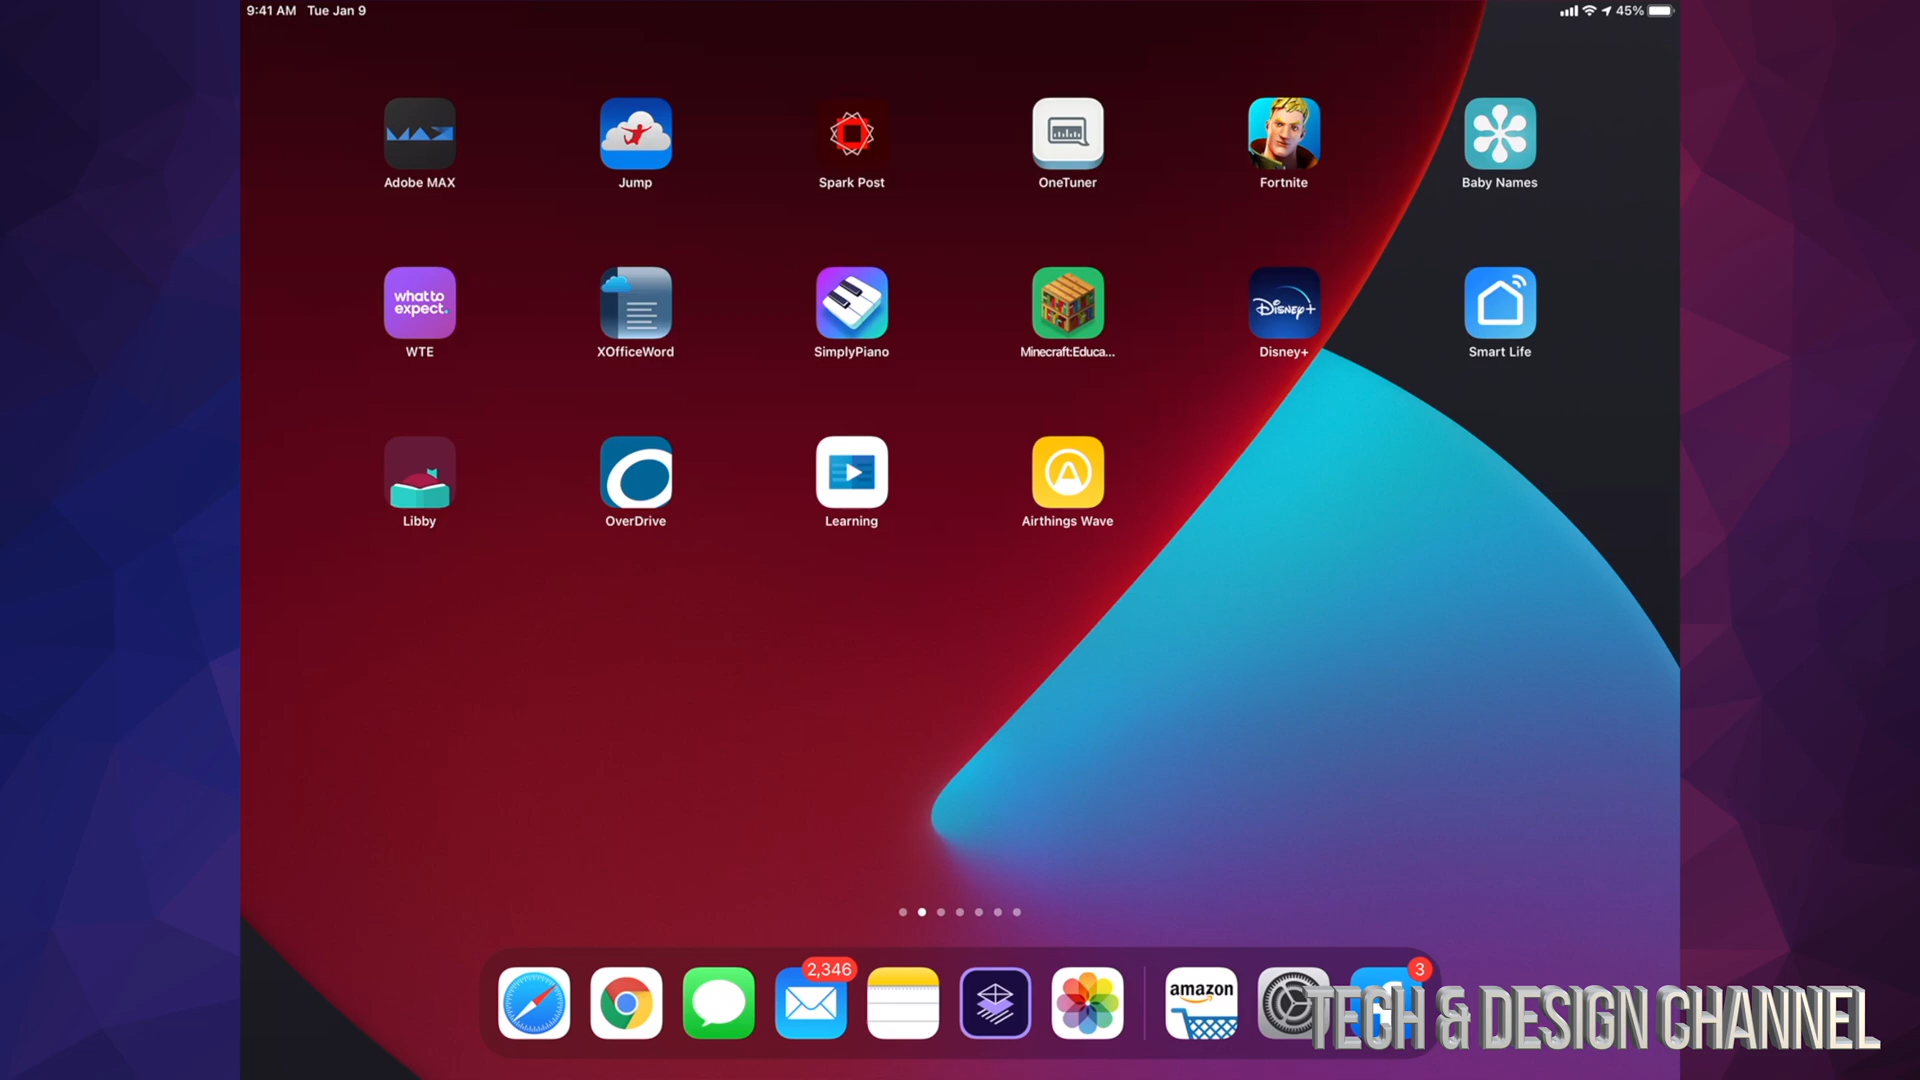 9:41 AM Tue Jan 9
45%
Adobe MAX
Jump
Spark Post
OneTuner
Fortnite
Baby Names
what to
expect.
DISNEY+
WTE
XOfficeWord
SimplyPiano
Minecraft:Educa...
Disney+
Smart Life
Libby
OverDrive
Learning
Airthings Wave
2,346
3
amazon
TECH & DESIGN CHANNEL